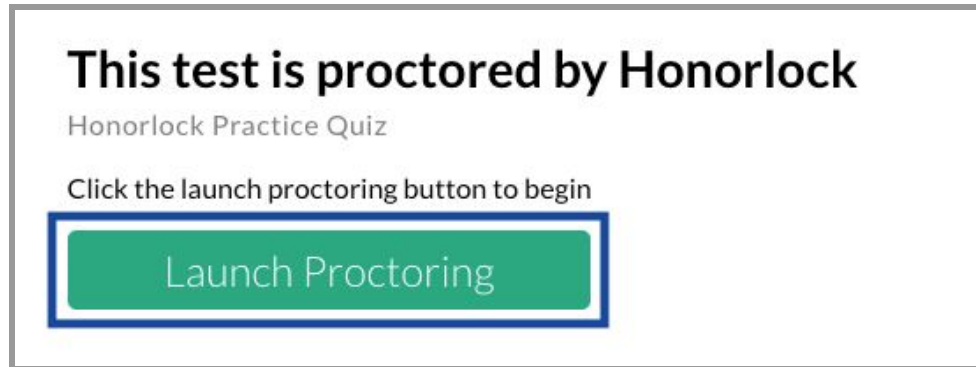 This test is proctored by Honorlock
Honorlock Practice Quiz
Click the launch proctoring button to begin
Launch Proctoring